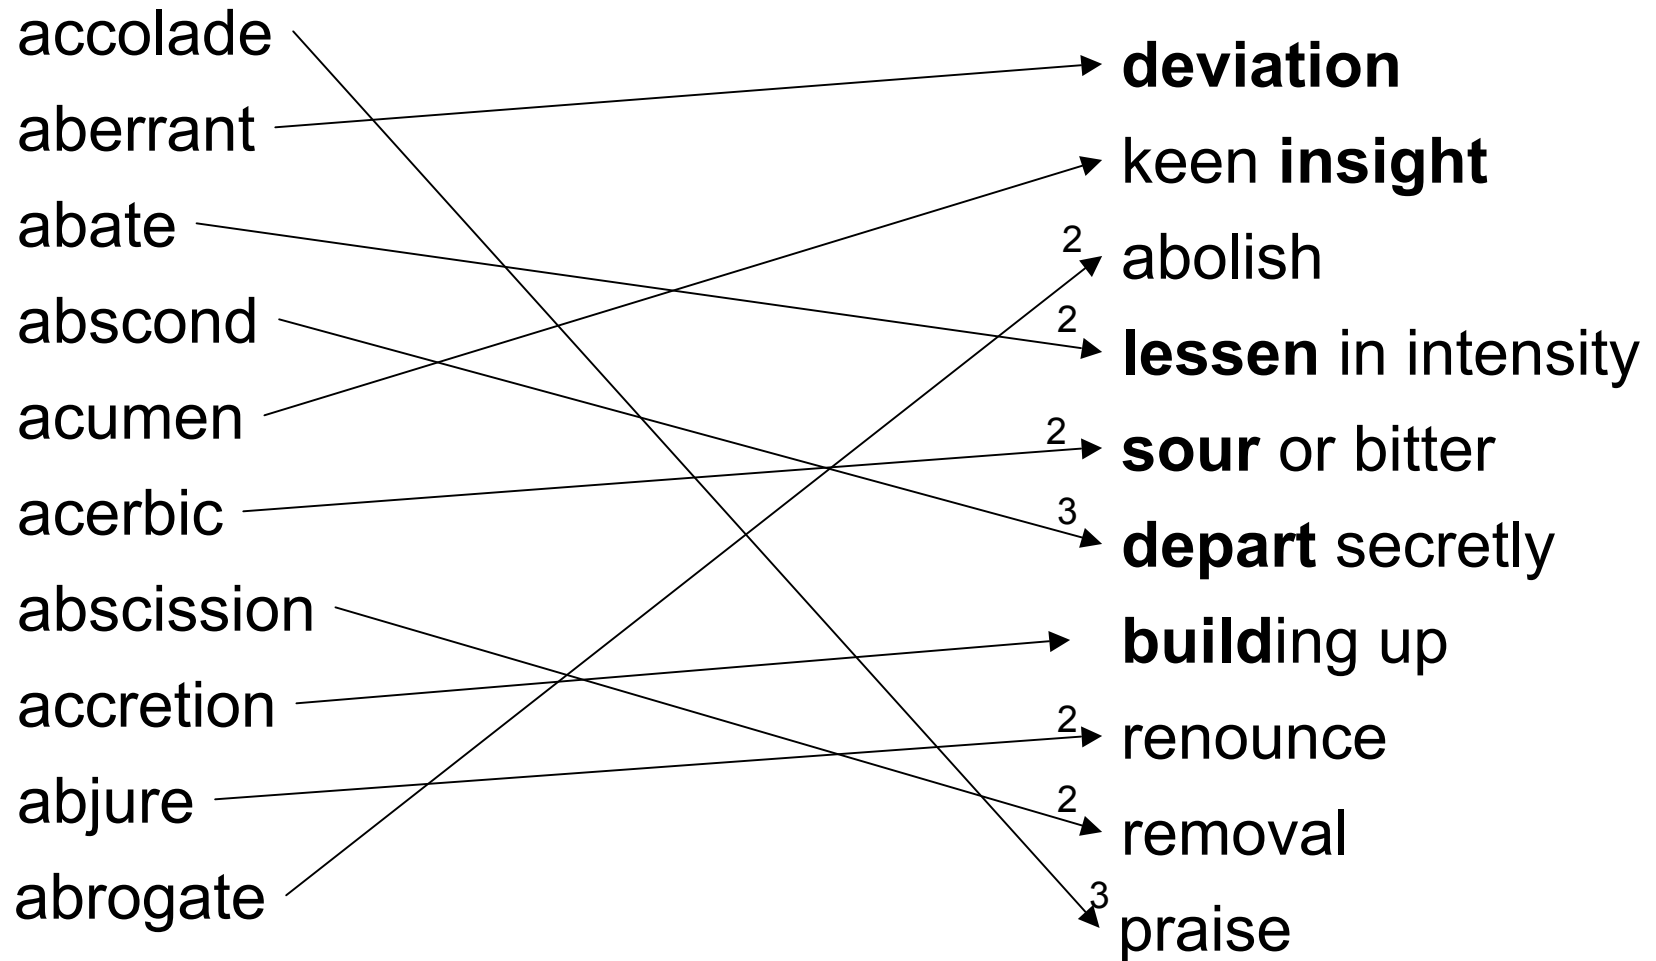 accolade
aberrant
abate
abscond
acumen
acerbic
abscission
accretion
abjure
abrogate
deviation
keen insight
2 abolish
2 lessen in intensity
2 sour or bitter
3 depart secretly
building up
2 renounce
2 removal
3 praise